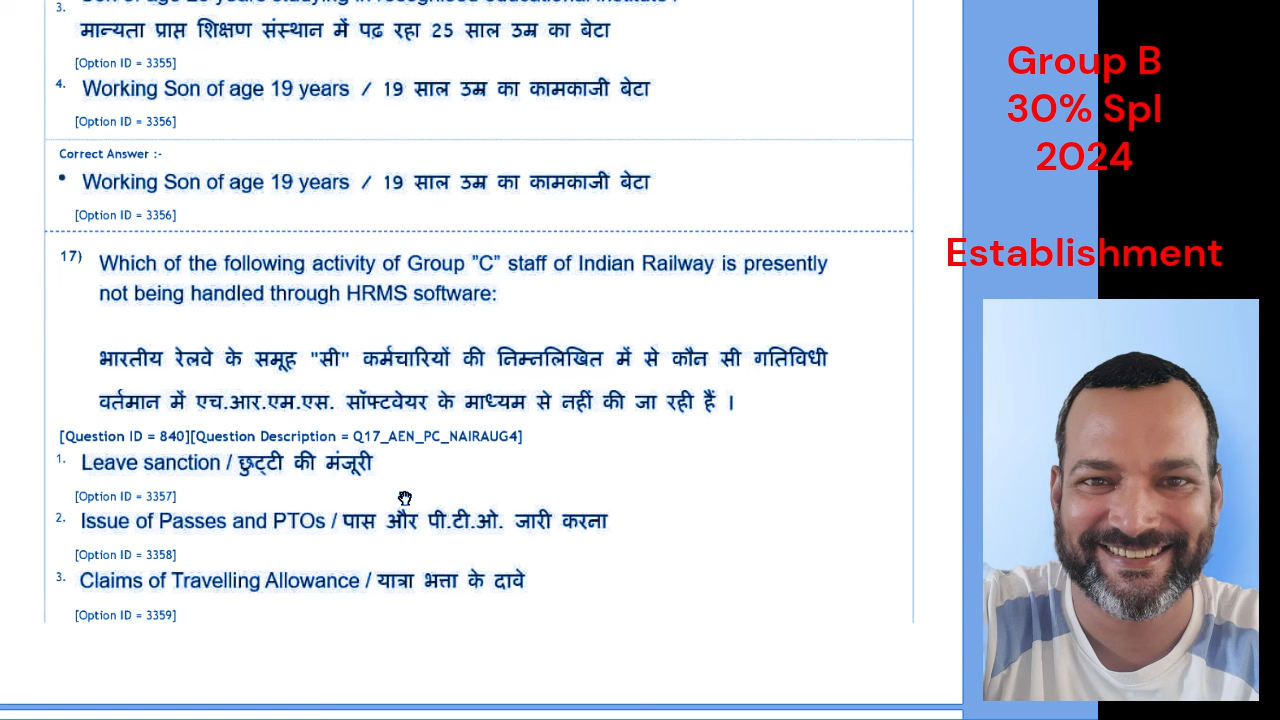 3.
मान्यता प्राप्त शिक्षण संस्थान में पढ़ रहा 25 साल उम्र का बेटा
[Option ID = 3355]
4. Working Son of age 19 years / 19 साल उम्र का कामकाजी बेटा
[Option ID = 3356]
Correct Answer :-
• Working Son of age 19 years / 19 साल उम्र का कामकाजी बेटा
[Option ID = 3356]
17) Which of the following activity of Group "C" staff of Indian Railway is presently
not being handled through HRMS software:
भारतीय रेलवे के समूह "सी" कर्मचारियों की निम्नलिखित में से कौन सी गतिविधी
वर्तमान में एच.आर.एम.एस. सॉफ्टवेयर के माध्यम से नहीं की जा रही हैं ।
[Question ID = 840][Question Description = Q17_AEN_PC_NAIRAUG4]
1. Leave sanction / छुट्टी की मंजूरी
[Option ID = 3357]
2. Issue of Passes and PTOs / पास और पी.टी.ओ. जारी करना
[Option ID = 3358]
3. Claims of Travelling Allowance / यात्रा भत्ता के दावे
[Option ID = 3359]
Group B
30% Spl
2024
Establishment